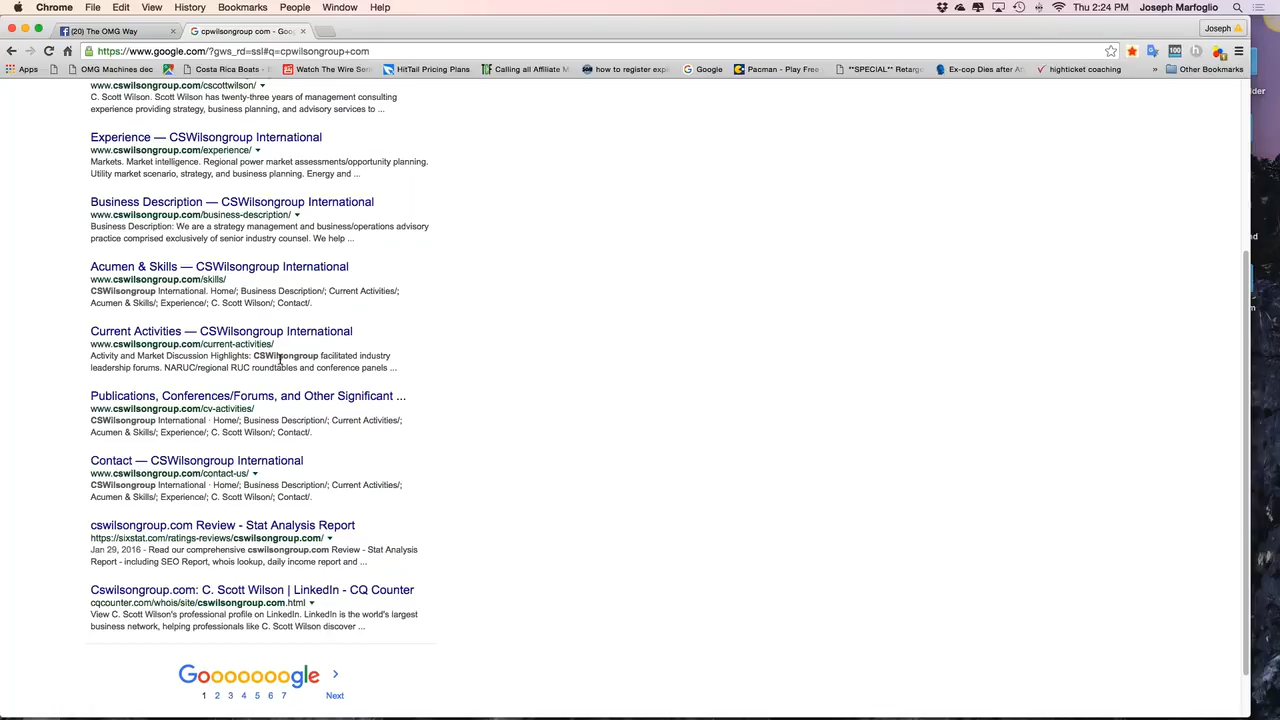 Chrome File Edit View History Bookmarks People Window Help Thu 2:24 PM Joseph Marfoglio
(20) The OMG Way cpwilsongroup com - Goo Joseph
https://www.google.com/?gws_rd=ssl#q=cpwilsongroup+com
Apps OMG Machines dec Costa Rica Boats - Watch The Wire Ser HitTail Pricing Plans Calling all Affiliate M how to register exp Google Pacman - Play Free **SPECIAL** Retarg Ex-cop Dies after A highticket coaching » Other Bookmarks
www.cswilsongroup.com/cscottwilson/
C. Scott Wilson. Scott Wilson has twenty-three years of management consulting
experience providing strategy, business planning, and advisory services to ...
Experience — CSWilsongroup International
www.cswilsongroup.com/experience/
Markets. Market intelligence. Regional power market assessments/opportunity planning.
Utility market scenario, strategy, and business planning. Energy and ...
Business Description — CSWilsongroup International
www.cswilsongroup.com/business-description/
Business Description: We are a strategy management and business/operations advisory
practice comprised exclusively of senior industry counsel. We help ...
Acumen & Skills — CSWilsongroup International
www.cswilsongroup.com/skills/
CSWilsongroup International. Home/; Business Description/; Current Activities/;
Acumen & Skills/; Experience/; C. Scott Wilson/; Contact/.
Current Activities — CSWilsongroup International
www.cswilsongroup.com/current-activities/
Activity and Market Discussion Highlights: CSWilsongroup facilitated industry
leadership forums. NARUC/regional RUC roundtables and conference panels ...
Publications, Conferences/Forums, and Other Significant ...
www.cswilsongroup.com/cv-activities/
CSWilsongroup International · Home/; Business Description/; Current Activities/;
Acumen & Skills/; Experience/; C. Scott Wilson/; Contact/.
Contact — CSWilsongroup International
www.cswilsongroup.com/contact-us/
CSWilsongroup International · Home/; Business Description/; Current Activities/;
Acumen & Skills/; Experience/; C. Scott Wilson/; Contact/.
cswilsongroup.com Review - Stat Analysis Report
https://sixstat.com/ratings-reviews/cswilsongroup.com/
Jan 29, 2016 - Read our comprehensive cswilsongroup.com Review - Stat Analysis
Report - including SEO Report, whois lookup, daily income report and ...
Cswilsongroup.com: C. Scott Wilson | LinkedIn - CQ Counter
cqcounter.com/whois/site/cswilsongroup.com.html
View C. Scott Wilson's professional profile on LinkedIn. LinkedIn is the world's largest
business network, helping professionals like C. Scott Wilson discover ...
Gooooooogle
1 2 3 4 5 6 7 Next